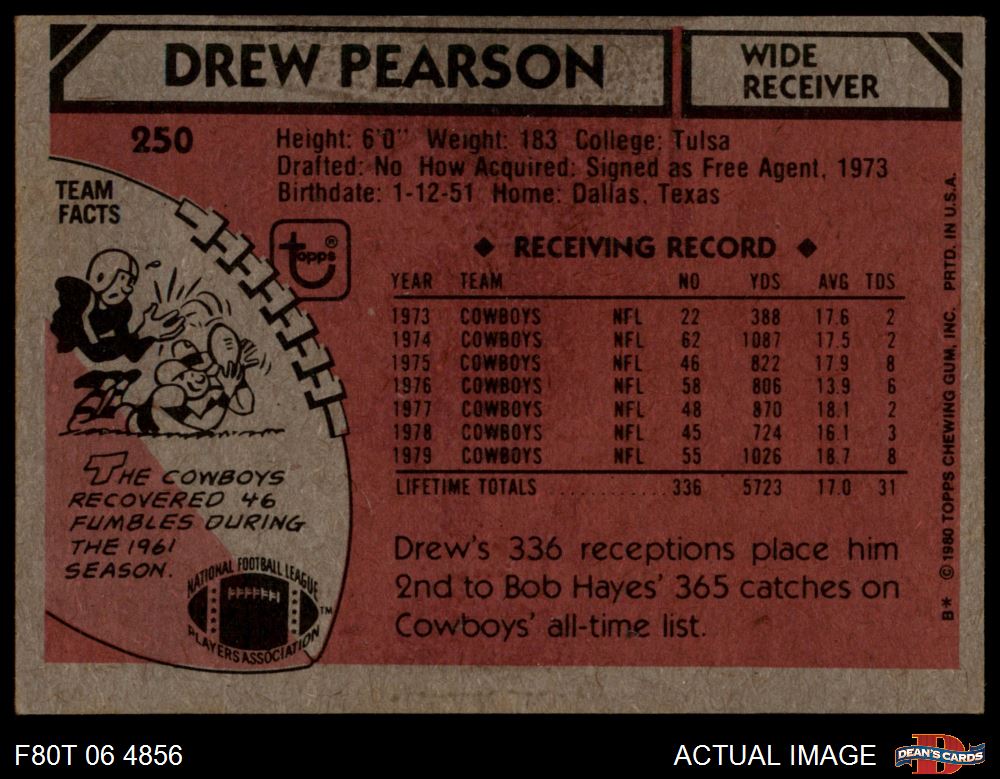 DREW PEARSON
WIDE
RECEIVER
250
Height: 6'0" Weight: 183 College: Tulsa
Drafted: No How Acquired: Signed as Free Agent, 1973
Birthdate: 1-12-51 Home: Dallas, Texas
TEAM
FACTS
topps®
◆ RECEIVING RECORD ◆
YEAR TEAM NO YDS AVG TDS
1973 COWBOYS NFL 22 388 17.6 2
1974 COWBOYS NFL 62 1087 17.5 2
1975 COWBOYS NFL 46 822 17.9 8
1976 COWBOYS NFL 58 806 13.9 6
1977 COWBOYS NFL 48 870 18.1 2
1978 COWBOYS NFL 45 724 16.1 3
1979 COWBOYS NFL 55 1026 18.7 8
LIFETIME TOTALS ............ 336 5723 17.0 31
THE COWBOYS
RECOVERED 46
FUMBLES DURING
THE 1961
SEASON.
NATIONAL FOOTBALL LEAGUE
PLAYERS ASSOCIATION
™
Drew's 336 receptions place him
2nd to Bob Hayes' 365 catches on
Cowboys' all-time list.
B* © 1980 TOPPS CHEWING GUM, INC. PRTD. IN U.S.A.
F80T 06 4856
ACTUAL IMAGE
DEAN'S CARDS